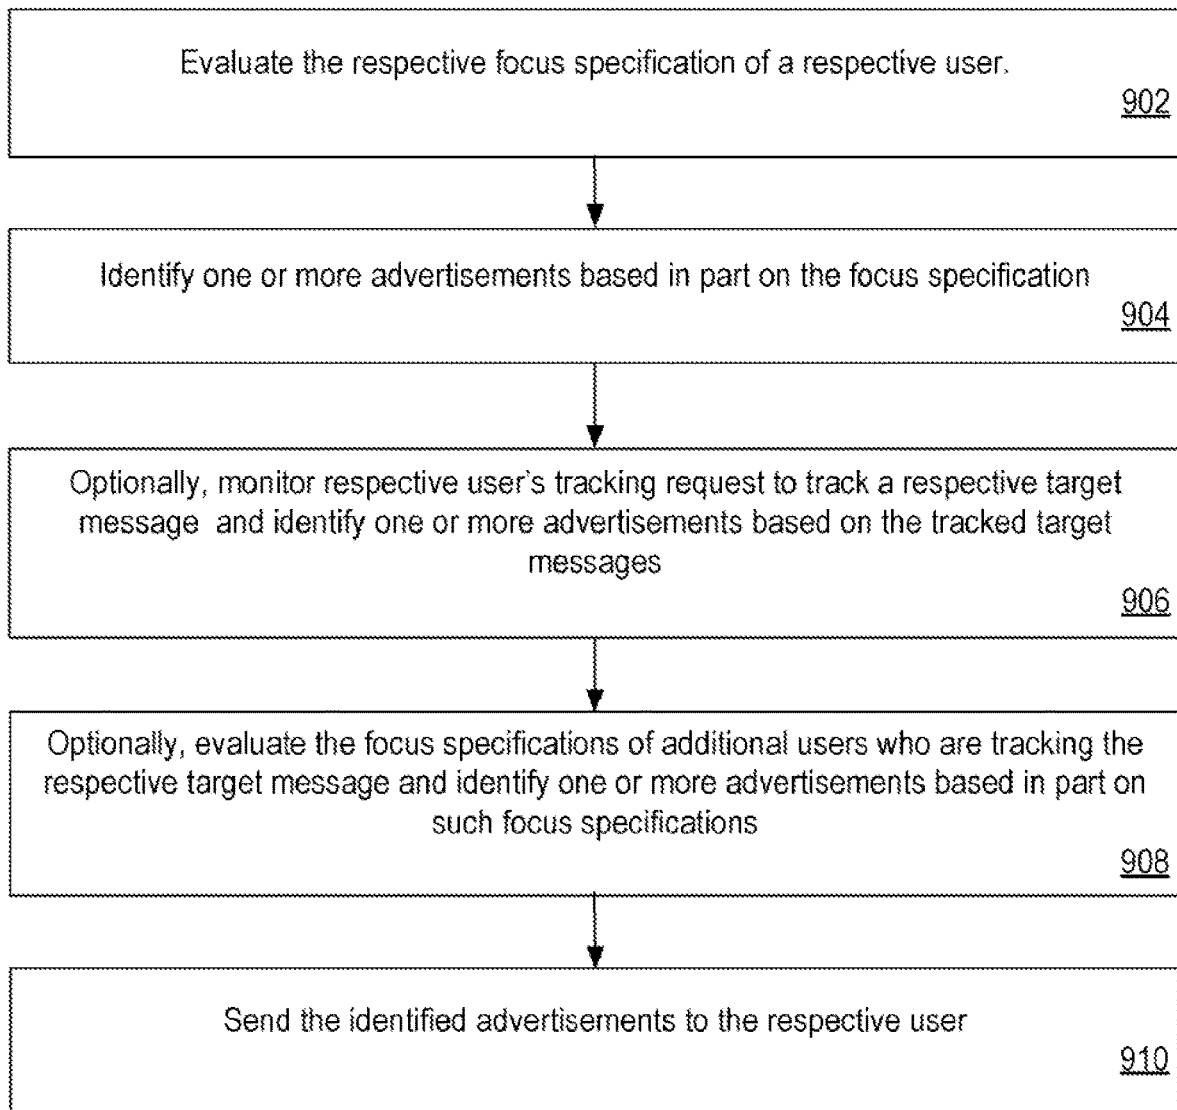 Evaluate the respective focus specification of a respective user.
902
Identify one or more advertisements based in part on the focus specification
904
Optionally, monitor respective user's tracking request to track a respective target
message and identify one or more advertisements based on the tracked target
messages
906
Optionally, evaluate the focus specifications of additional users who are tracking the
respective target message and identify one or more advertisements based in part on
such focus specifications
908
Send the identified advertisements to the respective user
910